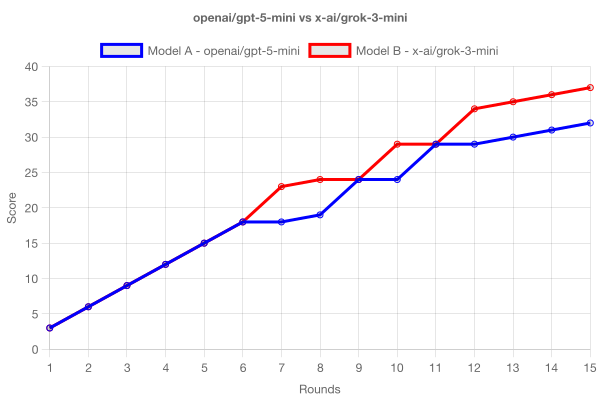 openai/gpt-5-mini vs x-ai/grok-3-mini
Model A - openai/gpt-5-mini Model B - x-ai/grok-3-mini
40
35
30
25
20
15
10
5
0
Score
1 2 3 4 5 6 7 8 9 10 11 12 13 14 15
Rounds